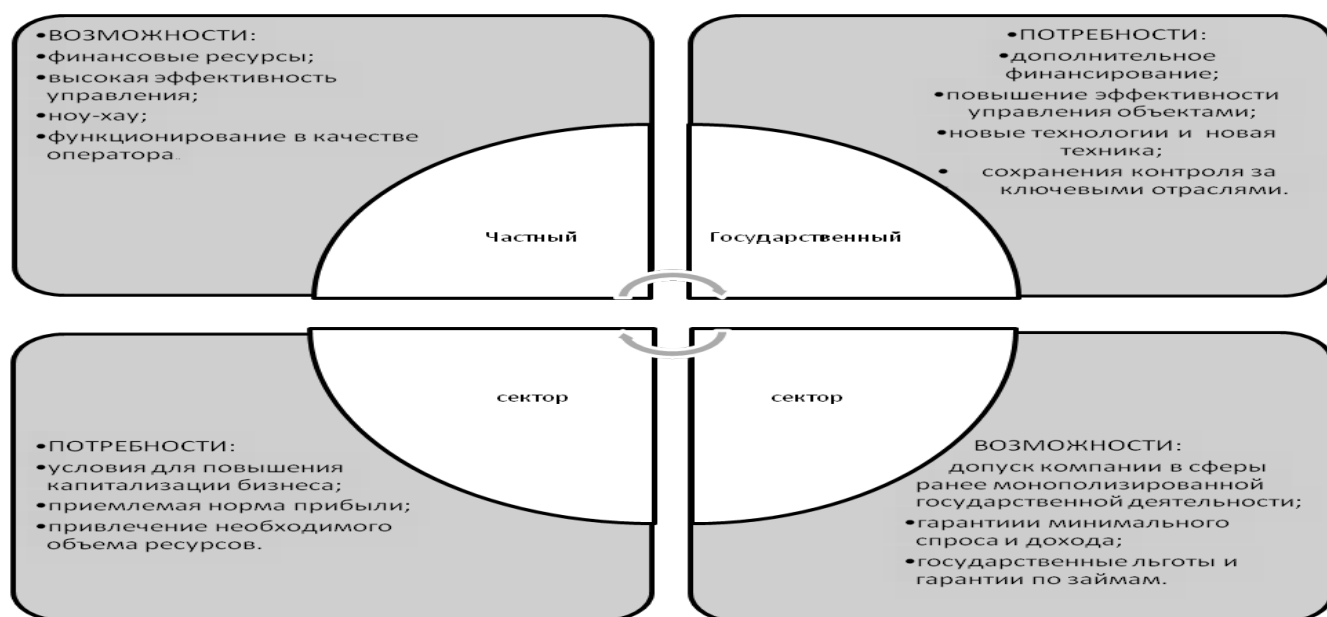 •ВОЗМОЖНОСТИ:
•финансовые ресурсы;
•высокая эффективность
управления;
•ноу-хау;
•функционирование в качестве
оператора.
•ПОТРЕБНОСТИ:
•дополнительное
финансирование;
•повышение эффективности
управления объектами;
•новые технологии и новая
техника;
• сохранения контроля за
ключевыми отраслями.
Частный
Государственный
сектор
сектор
•ПОТРЕБНОСТИ:
•условия для повышения
капитализации бизнеса;
•приемлемая норма прибыли;
•привлечение необходимого
объема ресурсов.
ВОЗМОЖНОСТИ:
допуск компании в сферы
ранее монополизированной
государственной деятельности;
•гарантиии минимального
спроса и дохода;
•государственные льготы и
гарантии по займам.